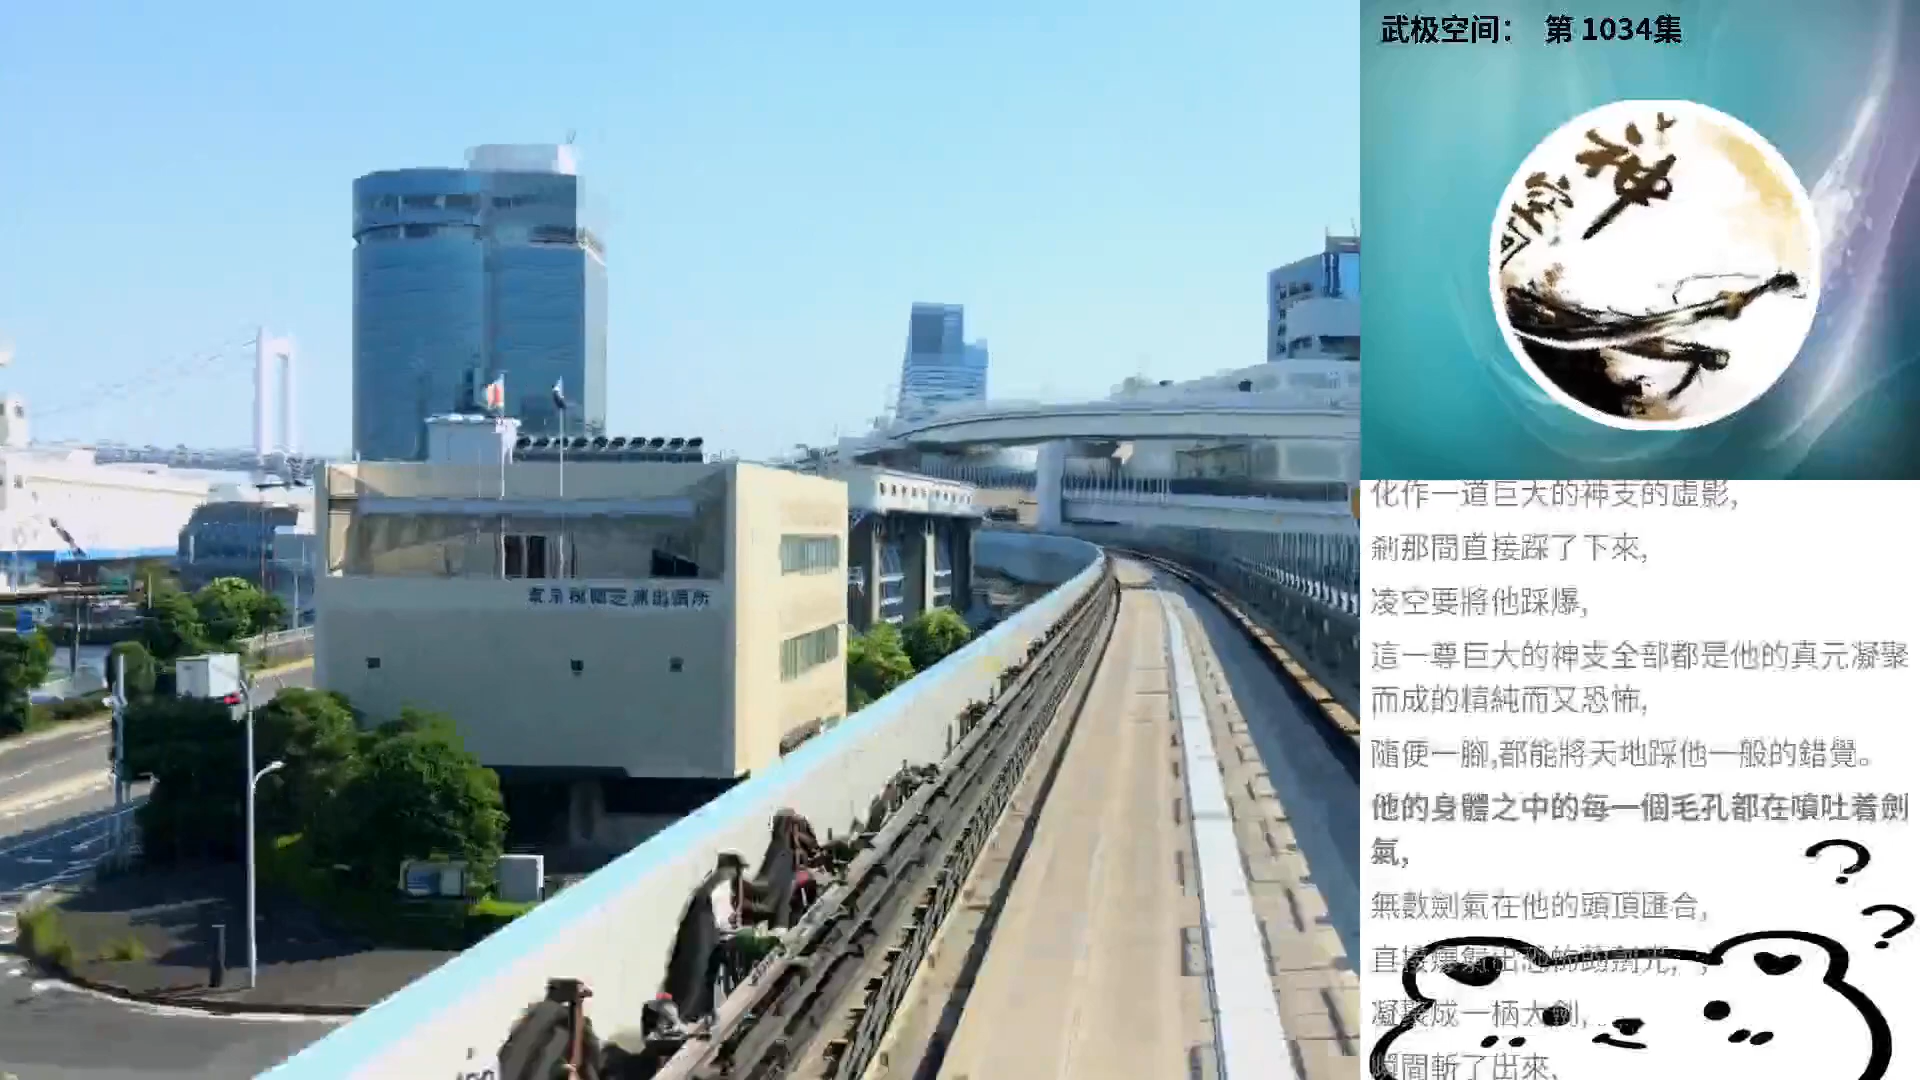 武极空间： 第 1034集
神
化作一道巨大的神支的虛影,
剎那間直接踩了下來,
凌空要將他踩爆,
這一尊巨大的神支全部都是他的真元凝聚
而成的精純而又恐怖,
隨便一腳,都能將天地踩他一般的錯覺。
他的身體之中的每一個毛孔都在噴吐着劍
氣,
無數劍氣在他的頭頂匯合,
凝聚成一柄大劍,
瞬間斬了出來,